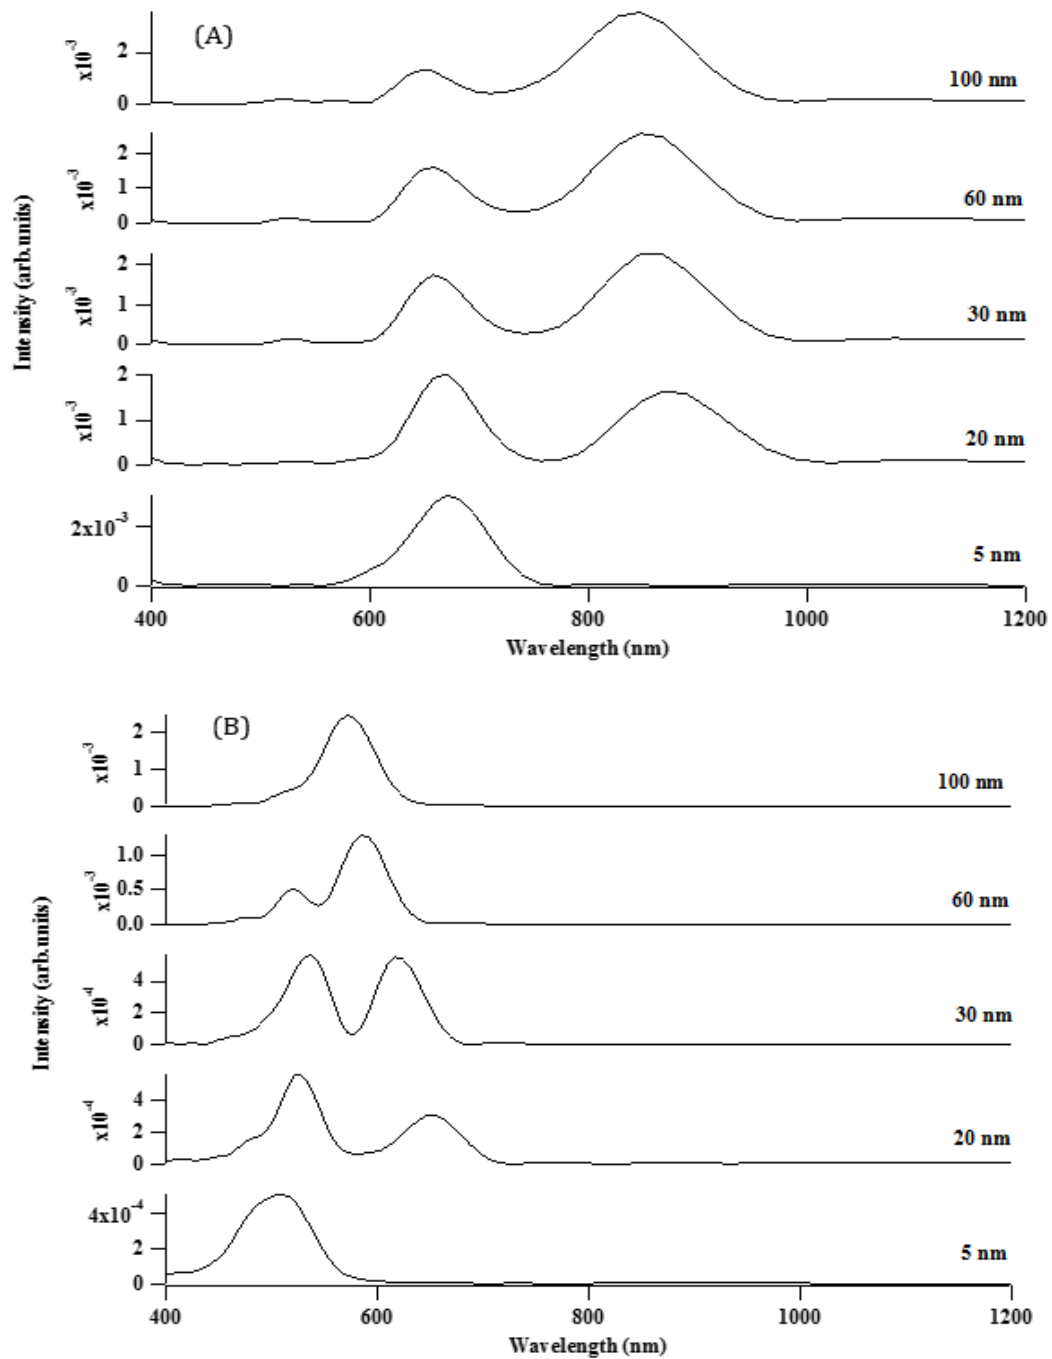 (A)
x10⁻³
2
0
100 nm
x10⁻³
2
1
0
60 nm
Intensity (arb.units)
x10⁻³
2
1
0
30 nm
x10⁻³
2
1
0
20 nm
2x10⁻³
0
5 nm
400 600 800 1000 1200
Wavelength (nm)
(B)
x10⁻³
2
1
0
100 nm
x10⁻³
1.0
0.5
0.0
60 nm
Intensity (arb.units)
x10⁻⁴
4
2
0
30 nm
x10⁻⁴
4
2
0
20 nm
4x10⁻⁴
2
0
5 nm
400 600 800 1000 1200
Wavelength (nm)